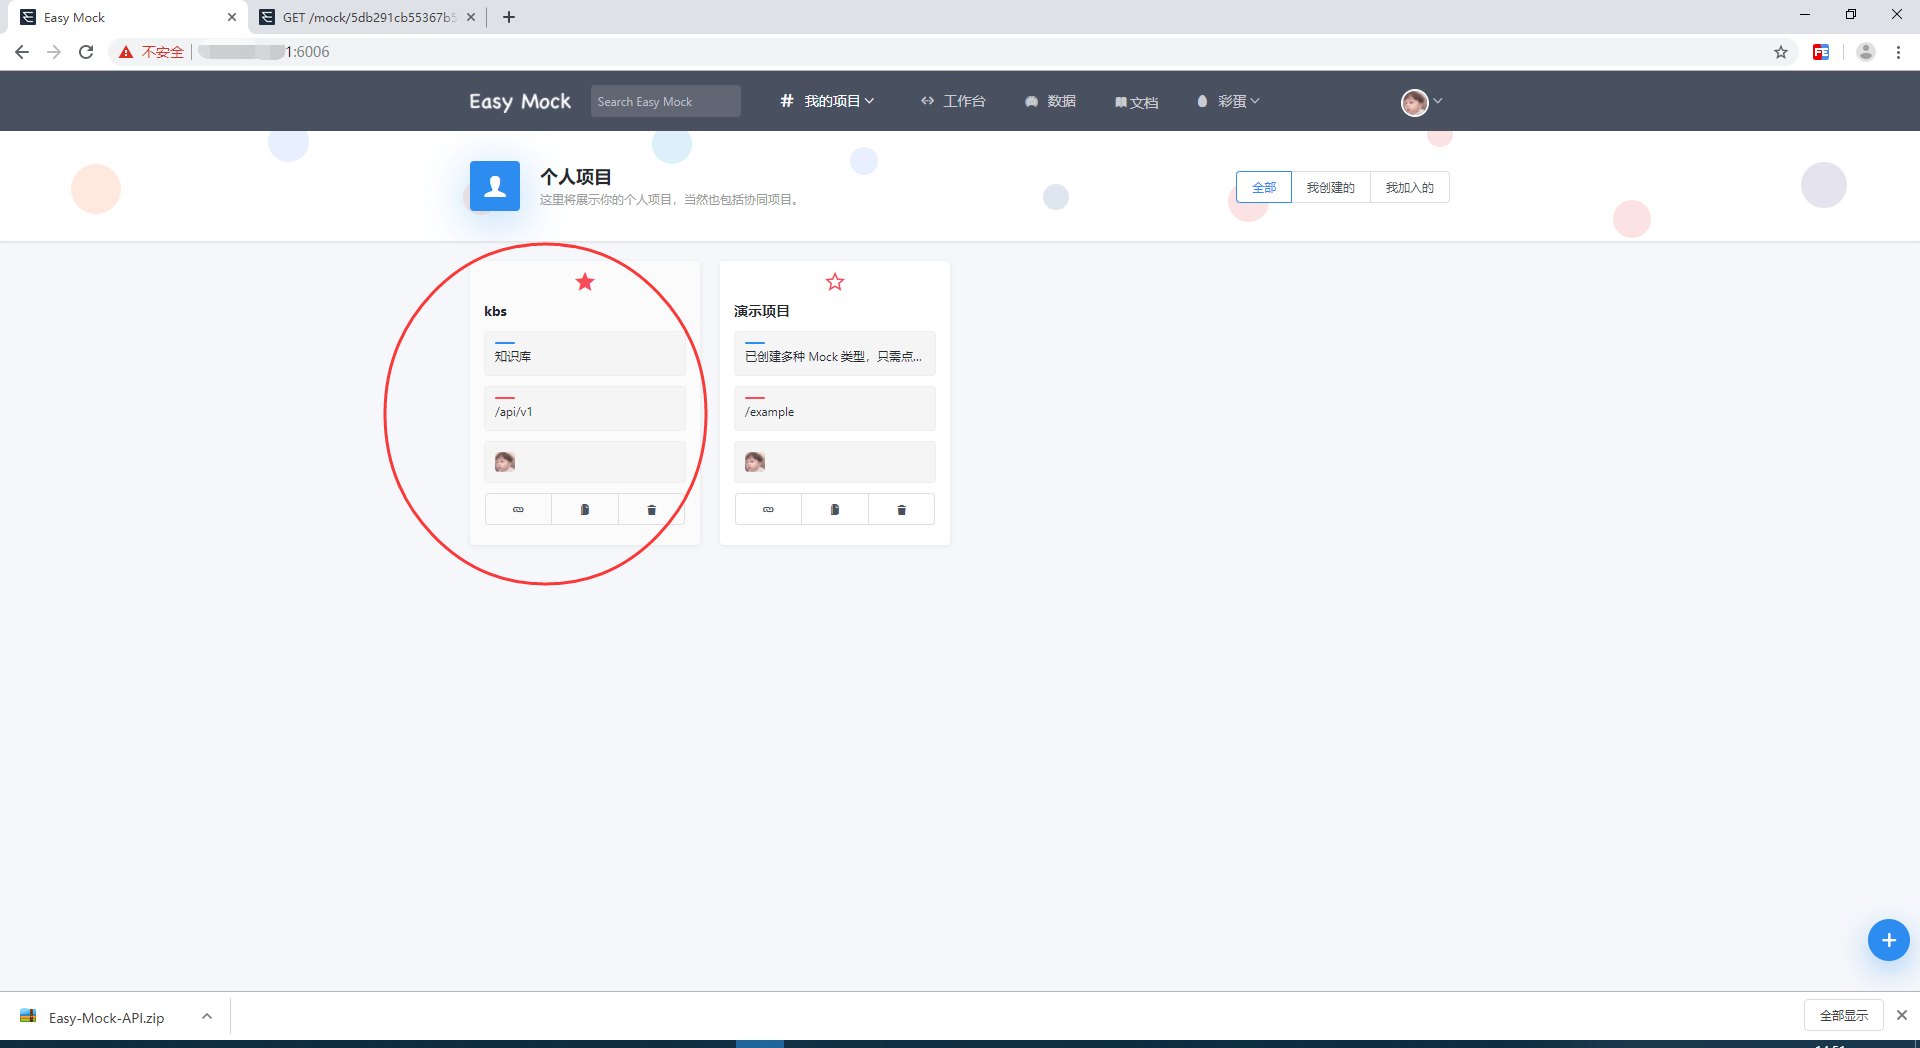 Easy Mock
GET /mock/5db291cb55367b5
不安全
1:6006
Easy Mock
Search Easy Mock
# 我的项目
工作台
数据
文档
彩蛋
个人项目
这里将展示你的个人项目，当然也包括协同项目。
全部
我创建的
我加入的
kbs
知识库
/api/v1
演示项目
已创建多种 Mock 类型，只需点...
/example
Easy-Mock-API.zip
全部显示